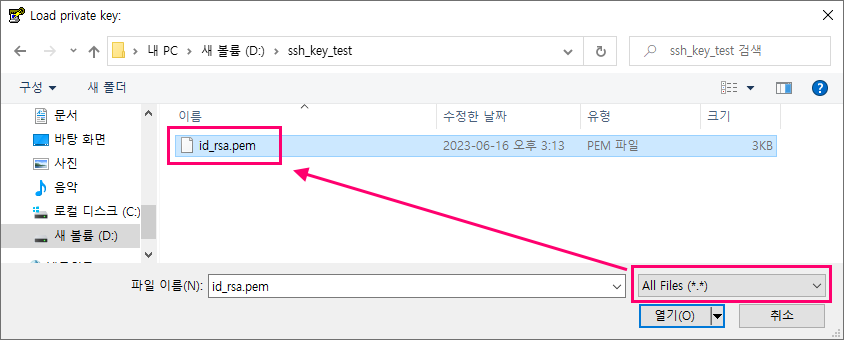 Load private key:
내 PC > 새 볼륨 (D:) > ssh_key_test
ssh_key_test 검색
구성 새 폴더
이름 수정한 날짜 유형 크기
문서
바탕 화면
사진
음악
로컬 디스크 (C:)
새 볼륨 (D:)
id_rsa.pem 2023-06-16 오후 3:13 PEM 파일 3KB
파일 이름(N): id_rsa.pem All Files (*.*)
열기(O) 취소